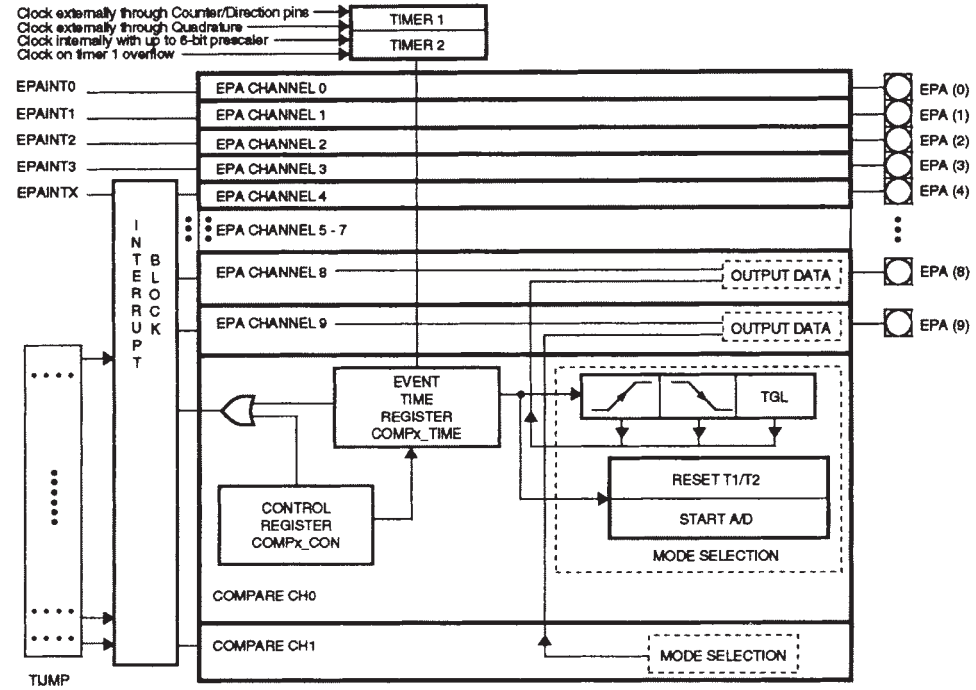 Clock externally through Counter/Direction pins
Clock externally through Quadrature
Clock internally with up to 6-bit prescaler
Clock on timer 1 overflow
TIMER 1
TIMER 2
EPAINT0
EPA CHANNEL 0
EPA (0)
EPAINT1
EPA CHANNEL 1
EPA (1)
EPAINT2
EPA CHANNEL 2
EPA (2)
EPAINT3
EPA CHANNEL 3
EPA (3)
EPAINTX
EPA CHANNEL 4
EPA (4)
INTERRUPT
BLOCK
EPA CHANNEL 5 - 7
EPA CHANNEL 8
OUTPUT DATA
EPA (8)
EPA CHANNEL 9
OUTPUT DATA
EPA (9)
EVENT
TIME
REGISTER
COMPx_TIME
TGL
CONTROL
REGISTER
COMPx_CON
RESET T1/T2
START A/D
MODE SELECTION
COMPARE CH0
COMPARE CH1
MODE SELECTION
TIJMP